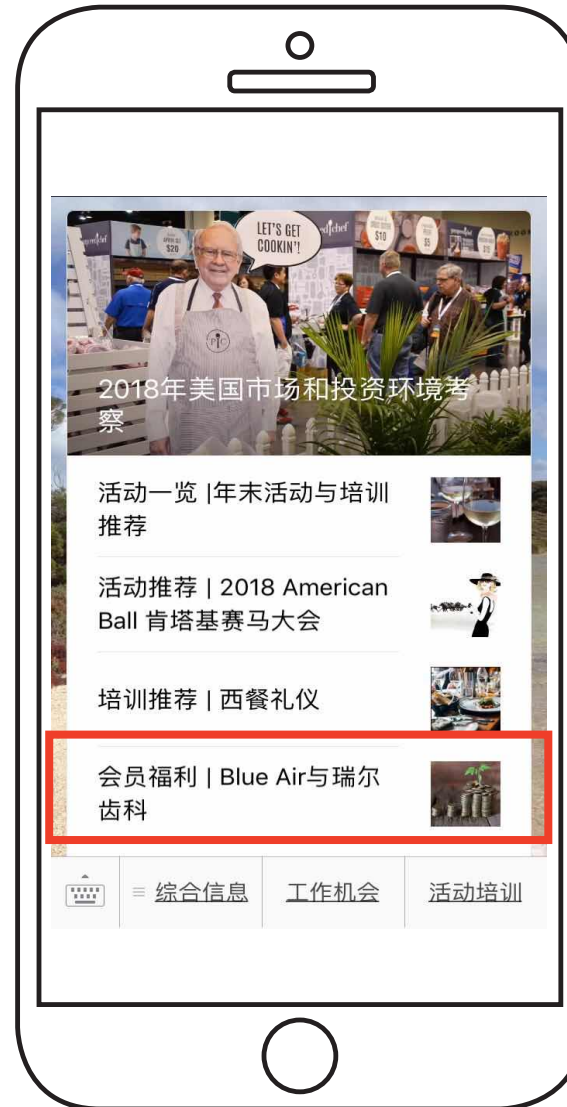 LET'S GET
COOKIN'!
$20
$10
$5
P C
2018年美国市场和投资环境考
察
活动一览 |年末活动与培训
推荐
活动推荐 | 2018 American
Ball 肯塔基赛马大会
培训推荐 | 西餐礼仪
会员福利 | Blue Air与瑞尔
齿科
综合信息
工作机会
活动培训